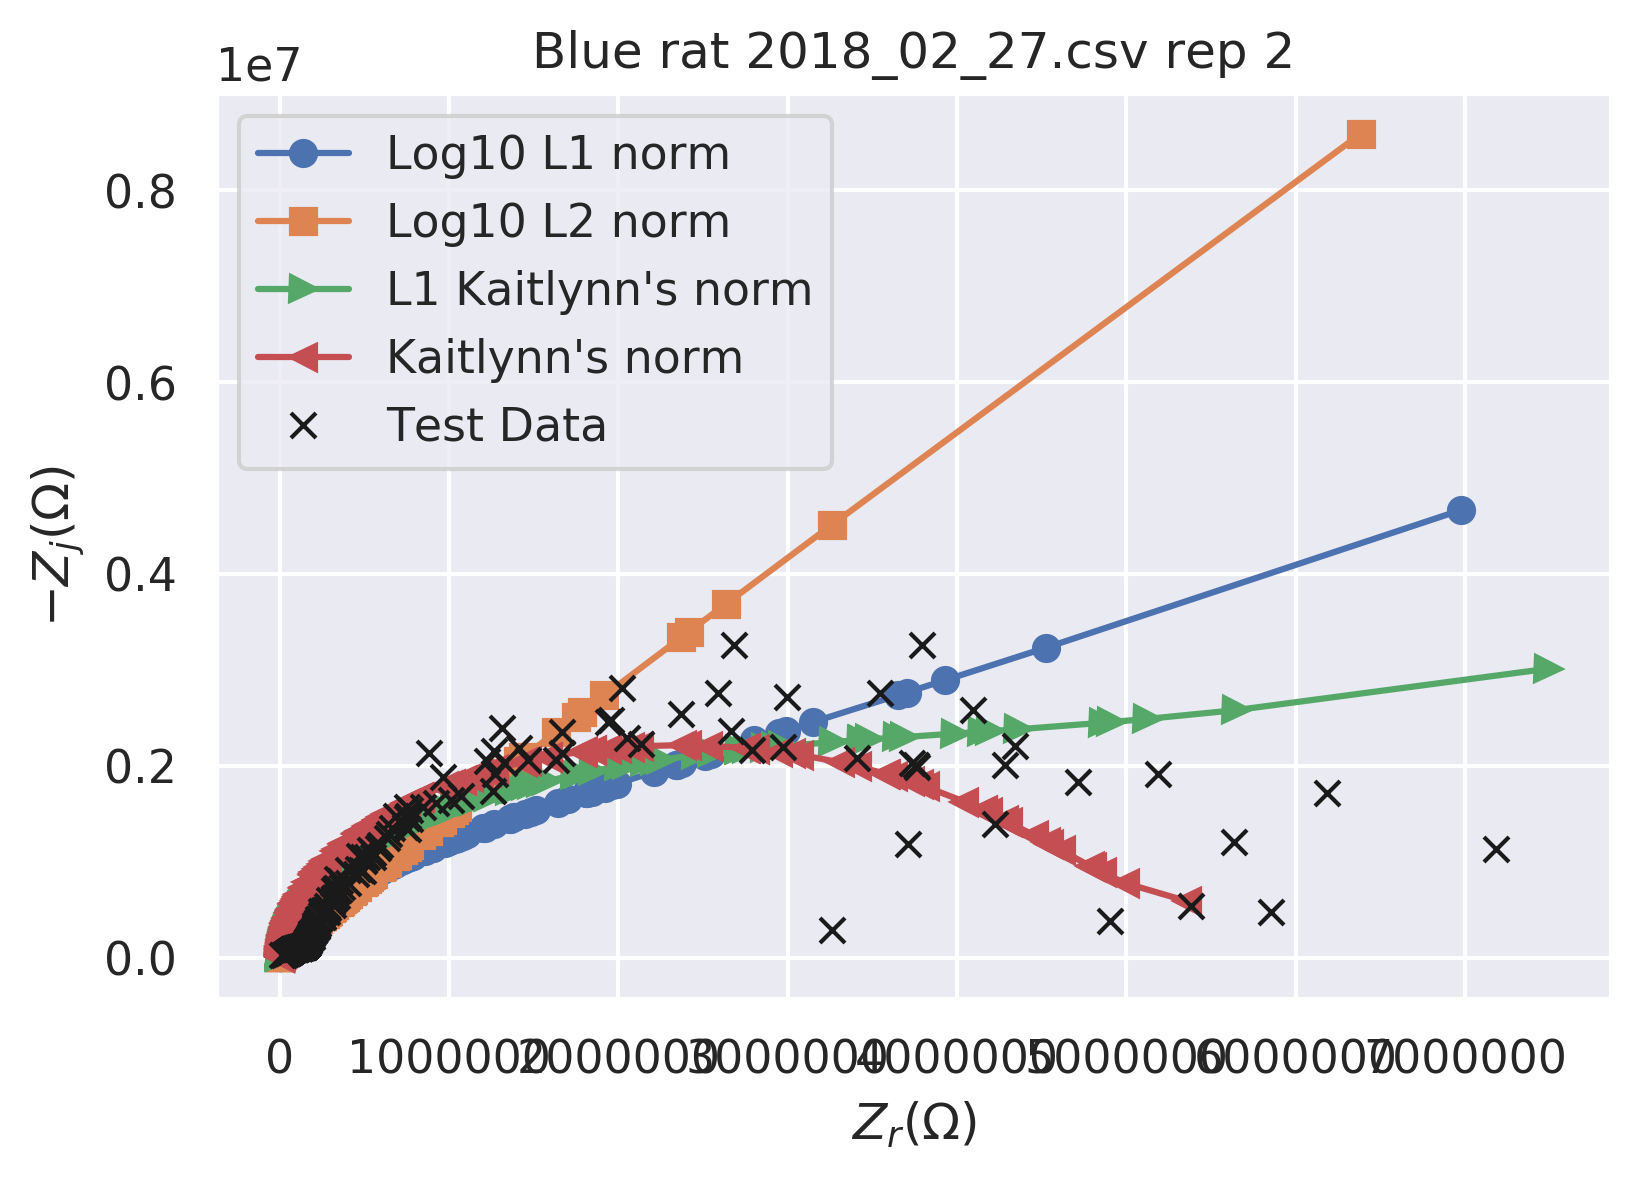 Blue rat 2018_02_27.csv rep 2
1e7
Log10 L1 norm
Log10 L2 norm
L1 Kaitlynn's norm
Kaitlynn's norm
Test Data
0.8
0.6
0.4
0.2
0.0
−Zj(Ω)
0 1000000 2000000 3000000 4000000 5000000 6000000 7000000
Zr(Ω)